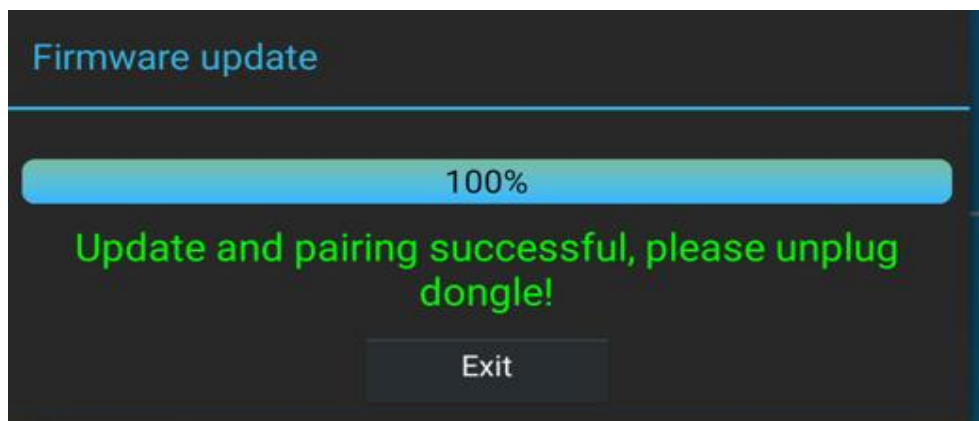 Firmware update
100%
Update and pairing successful, please unplug
dongle!
Exit